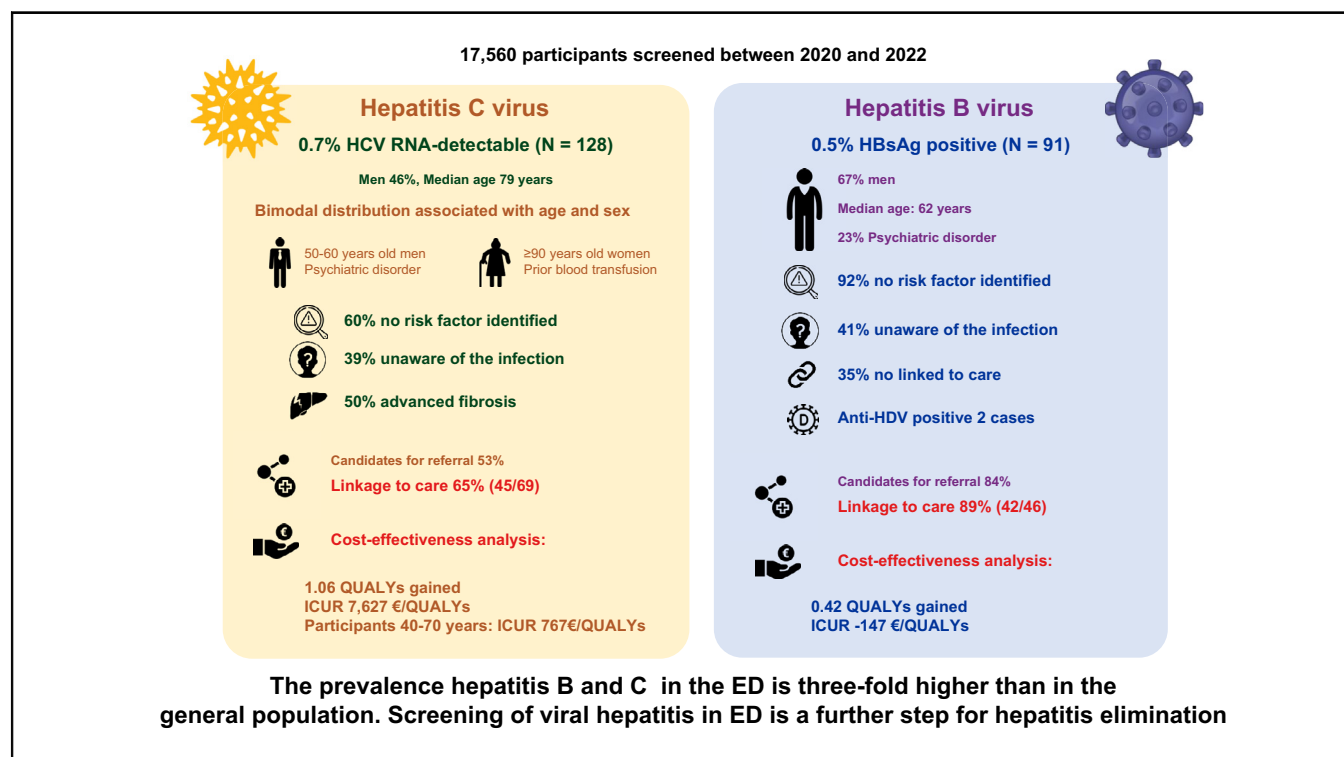 17,560 participants screened between 2020 and 2022
Hepatitis C virus
0.7% HCV RNA-detectable (N = 128)
Men 46%, Median age 79 years
Bimodal distribution associated with age and sex
50-60 years old men
Psychiatric disorder
≥90 years old women
Prior blood transfusion
60% no risk factor identified
?
39% unaware of the infection
50% advanced fibrosis
Candidates for referral 53%
Linkage to care 65% (45/69)
€
Cost-effectiveness analysis:
1.06 QUALYs gained
ICUR 7,627 €/QUALYs
Participants 40-70 years: ICUR 767€/QUALYs
Hepatitis B virus
0.5% HBsAg positive (N = 91)
67% men
Median age: 62 years
23% Psychiatric disorder
92% no risk factor identified
?
41% unaware of the infection
35% no linked to care
D
Anti-HDV positive 2 cases
Candidates for referral 84%
Linkage to care 89% (42/46)
€
Cost-effectiveness analysis:
0.42 QUALYs gained
ICUR -147 €/QUALYs
The prevalence hepatitis B and C in the ED is three-fold higher than in the
general population. Screening of viral hepatitis in ED is a further step for hepatitis elimination